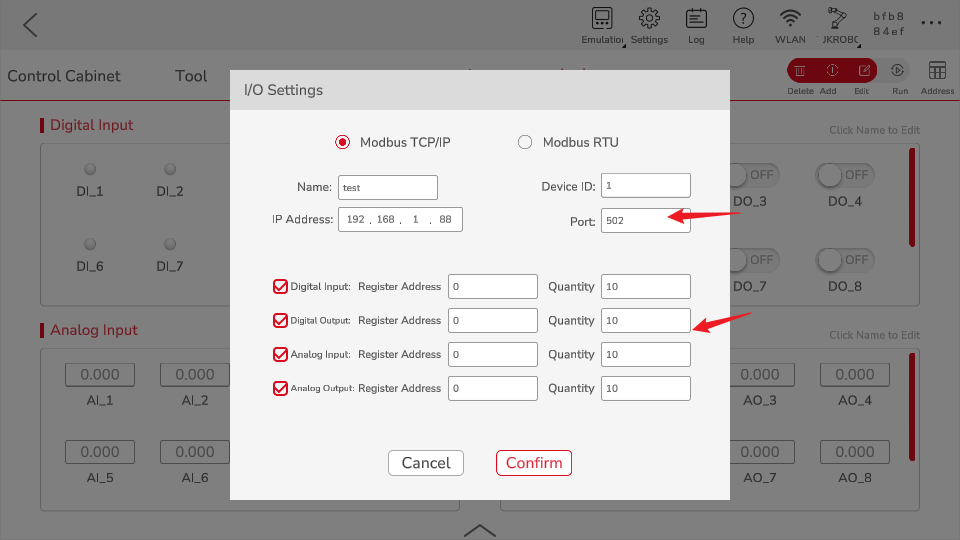 Emulation Settings Log Help WLAN JKROBO
bfb8
84ef
Control Cabinet Tool
Delete Add Edit Run Address
I/O Settings
Digital Input
Click Name to Edit
Modbus TCP/IP Modbus RTU
Name: test Device ID: 1
IP Address: 192 . 168 . 1 . 88 Port: 502
OFF OFF
DI_1 DI_2 DO_3 DO_4
OFF OFF
DI_6 DI_7 DO_7 DO_8
Digital Input: Register Address 0 Quantity 10
Digital Output: Register Address 0 Quantity 10
Analog Input: Register Address 0 Quantity 10
Analog Output: Register Address 0 Quantity 10
Analog Input
Click Name to Edit
0.000 0.000 0.000 0.000
AI_1 AI_2 AO_3 AO_4
0.000 0.000 0.000 0.000
AI_5 AI_6 AO_7 AO_8
Cancel Confirm